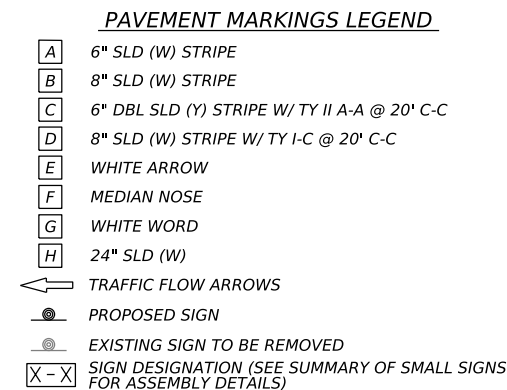 PAVEMENT MARKINGS LEGEND
A 6" SLD (W) STRIPE
B 8" SLD (W) STRIPE
C 6" DBL SLD (Y) STRIPE W/ TY II A-A @ 20' C-C
D 8" SLD (W) STRIPE W/ TY I-C @ 20' C-C
E WHITE ARROW
F MEDIAN NOSE
G WHITE WORD
H 24" SLD (W)
TRAFFIC FLOW ARROWS
PROPOSED SIGN
EXISTING SIGN TO BE REMOVED
X - X SIGN DESIGNATION (SEE SUMMARY OF SMALL SIGNS
FOR ASSEMBLY DETAILS)